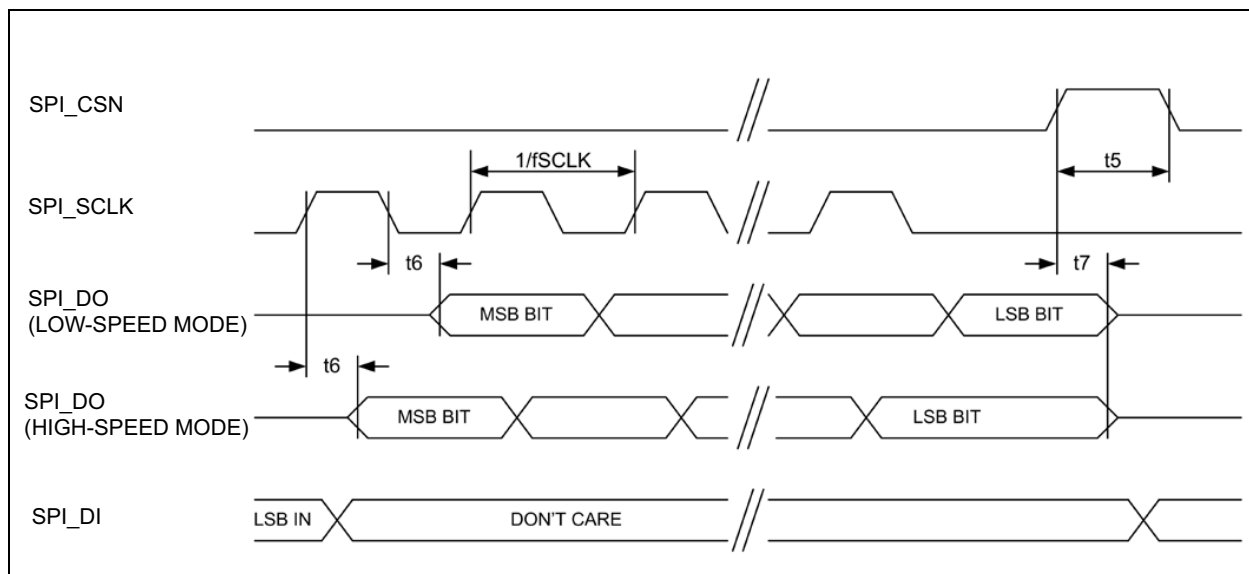 SPI_CSN
1/fSCLK
t5
SPI_SCLK
t6
t7
SPI_DO
(LOW-SPEED MODE)
MSB BIT
LSB BIT
t6
SPI_DO
(HIGH-SPEED MODE)
MSB BIT
LSB BIT
SPI_DI
LSB IN
DON'T CARE